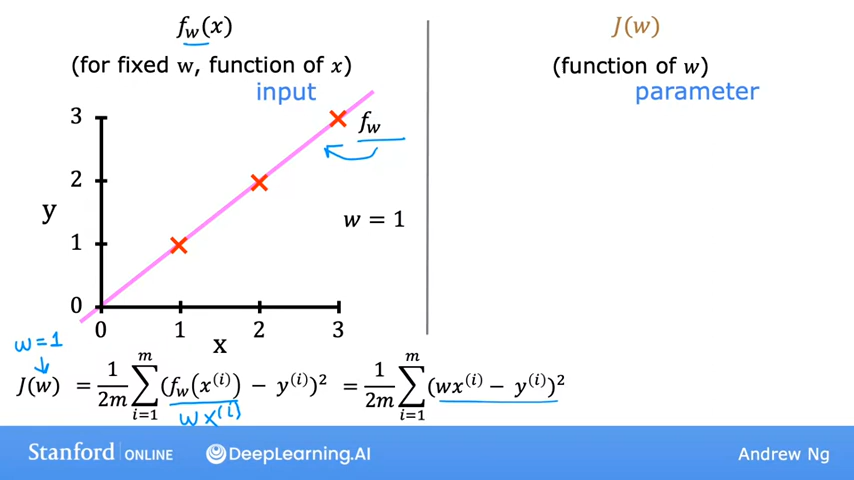 f_w(x)
(for fixed w, function of x)
input
3
2
y
1
0
0 1 2 3
x
f_w
w = 1
J(w)
(function of w)
parameter
w=1
J(w) = 1/2m ∑_{i=1}^{m} (f_w(x^(i)) − y^(i))² = 1/2m ∑_{i=1}^{m} (wx^(i) − y^(i))²
wx^(i)
Stanford | ONLINE DeepLearning.AI Andrew Ng